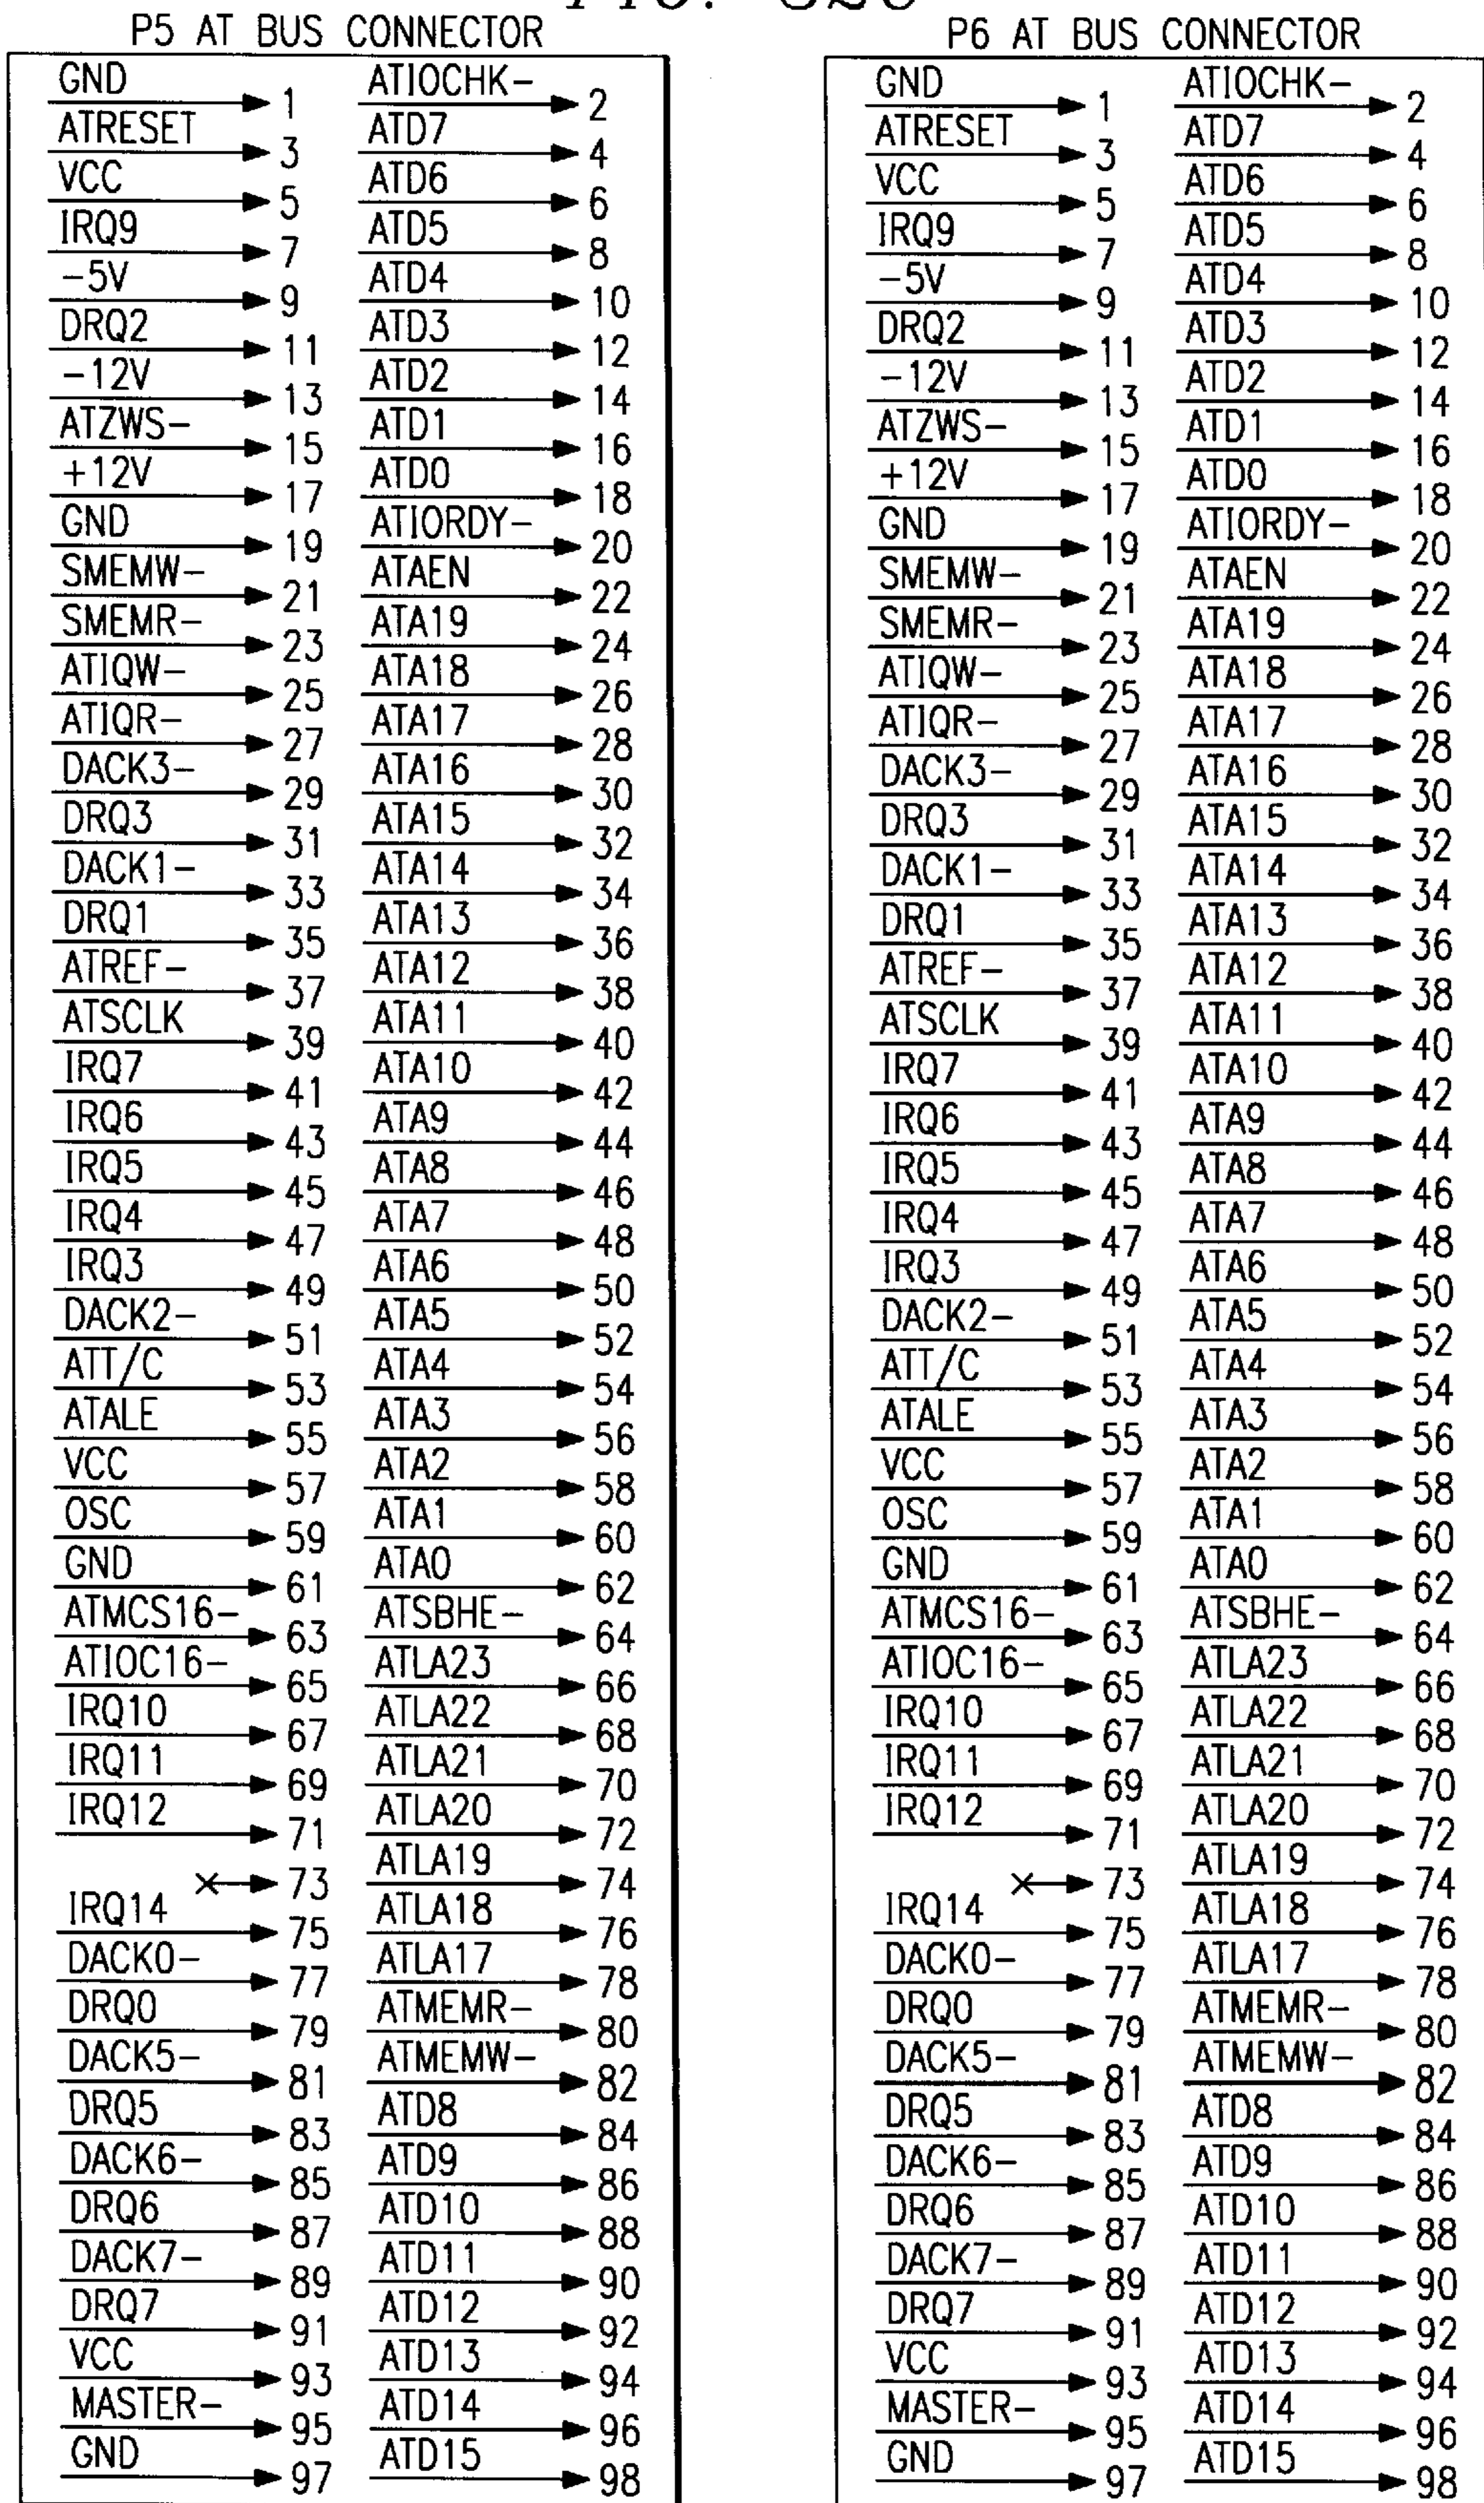 P5 AT BUS CONNECTOR
GND 1 ATIOCHK- 2
ATRESET 3 ATD7 4
VCC 5 ATD6 6
IRQ9 7 ATD5 8
-5V 9 ATD4 10
DRQ2 11 ATD3 12
-12V 13 ATD2 14
ATZWS- 15 ATD1 16
+12V 17 ATD0 18
GND 19 ATIORDY- 20
SMEMW- 21 ATAEN 22
SMEMR- 23 ATA19 24
ATIQW- 25 ATA18 26
ATIQR- 27 ATA17 28
DACK3- 29 ATA16 30
DRQ3 31 ATA15 32
DACK1- 33 ATA14 34
DRQ1 35 ATA13 36
ATREF- 37 ATA12 38
ATSCLK 39 ATA11 40
IRQ7 41 ATA10 42
IRQ6 43 ATA9 44
IRQ5 45 ATA8 46
IRQ4 47 ATA7 48
IRQ3 49 ATA6 50
DACK2- 51 ATA5 52
ATT/C 53 ATA4 54
ATALE 55 ATA3 56
VCC 57 ATA2 58
OSC 59 ATA1 60
GND 61 ATA0 62
ATMCS16- 63 ATSBHE- 64
ATIOC16- 65 ATLA23 66
IRQ10 67 ATLA22 68
IRQ11 69 ATLA21 70
IRQ12 71 ATLA20 72
73 ATLA19 74
IRQ14 75 ATLA18 76
DACK0- 77 ATLA17 78
DRQ0 79 ATMEMR- 80
DACK5- 81 ATMEMW- 82
DRQ5 83 ATD8 84
DACK6- 85 ATD9 86
DRQ6 87 ATD10 88
DACK7- 89 ATD11 90
DRQ7 91 ATD12 92
VCC 93 ATD13 94
MASTER- 95 ATD14 96
GND 97 ATD15 98
P6 AT BUS CONNECTOR
GND 1 ATIOCHK- 2
ATRESET 3 ATD7 4
VCC 5 ATD6 6
IRQ9 7 ATD5 8
-5V 9 ATD4 10
DRQ2 11 ATD3 12
-12V 13 ATD2 14
ATZWS- 15 ATD1 16
+12V 17 ATD0 18
GND 19 ATIORDY- 20
SMEMW- 21 ATAEN 22
SMEMR- 23 ATA19 24
ATIQW- 25 ATA18 26
ATIQR- 27 ATA17 28
DACK3- 29 ATA16 30
DRQ3 31 ATA15 32
DACK1- 33 ATA14 34
DRQ1 35 ATA13 36
ATREF- 37 ATA12 38
ATSCLK 39 ATA11 40
IRQ7 41 ATA10 42
IRQ6 43 ATA9 44
IRQ5 45 ATA8 46
IRQ4 47 ATA7 48
IRQ3 49 ATA6 50
DACK2- 51 ATA5 52
ATT/C 53 ATA4 54
ATALE 55 ATA3 56
VCC 57 ATA2 58
OSC 59 ATA1 60
GND 61 ATA0 62
ATMCS16- 63 ATSBHE- 64
ATIOC16- 65 ATLA23 66
IRQ10 67 ATLA22 68
IRQ11 69 ATLA21 70
IRQ12 71 ATLA20 72
73 ATLA19 74
IRQ14 75 ATLA18 76
DACK0- 77 ATLA17 78
DRQ0 79 ATMEMR- 80
DACK5- 81 ATMEMW- 82
DRQ5 83 ATD8 84
DACK6- 85 ATD9 86
DRQ6 87 ATD10 88
DACK7- 89 ATD11 90
DRQ7 91 ATD12 92
VCC 93 ATD13 94
MASTER- 95 ATD14 96
GND 97 ATD15 98